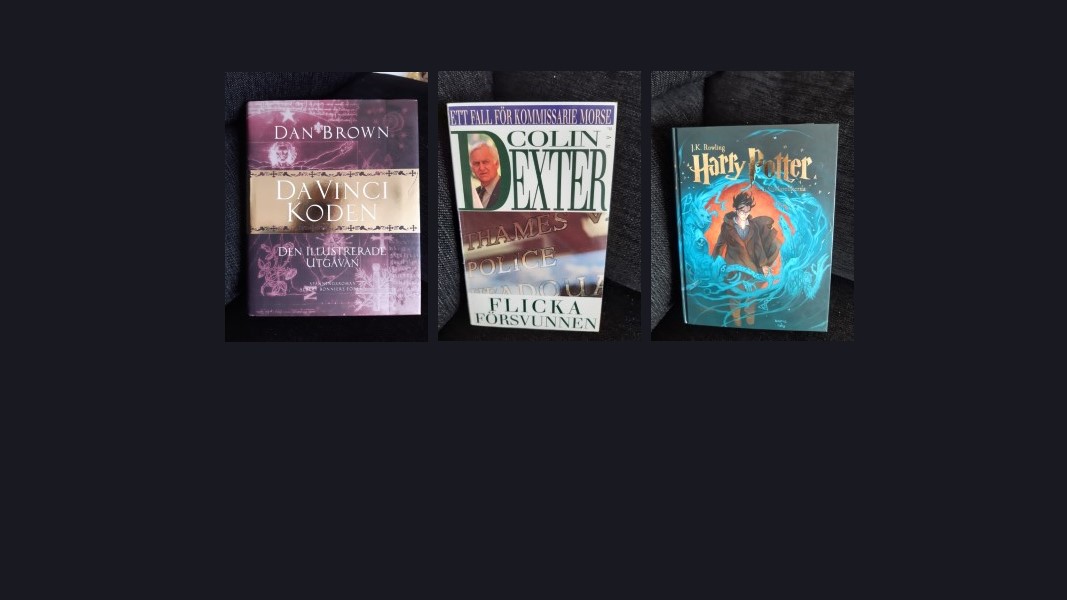 DAN BROWN
DA VINCI
KODEN
DEN ILLUSTRERADE
UTGÅVAN
ETT FALL FÖR KOMMISSARIE MORSE
COLIN
DEXTER
THAMES
POLICE
FLICKA
FÖRSVUNNEN
J.K. Rowling
Harry Potter